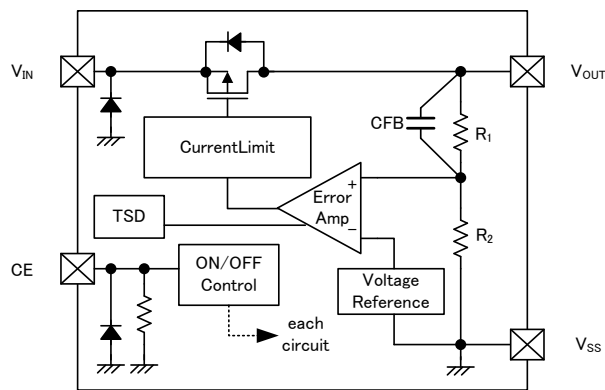 VIN
VOUT
CFB
R1
CurrentLimit
+
Error
Amp
−
TSD
R2
CE
ON/OFF
Control
Voltage
Reference
each
circuit
VSS